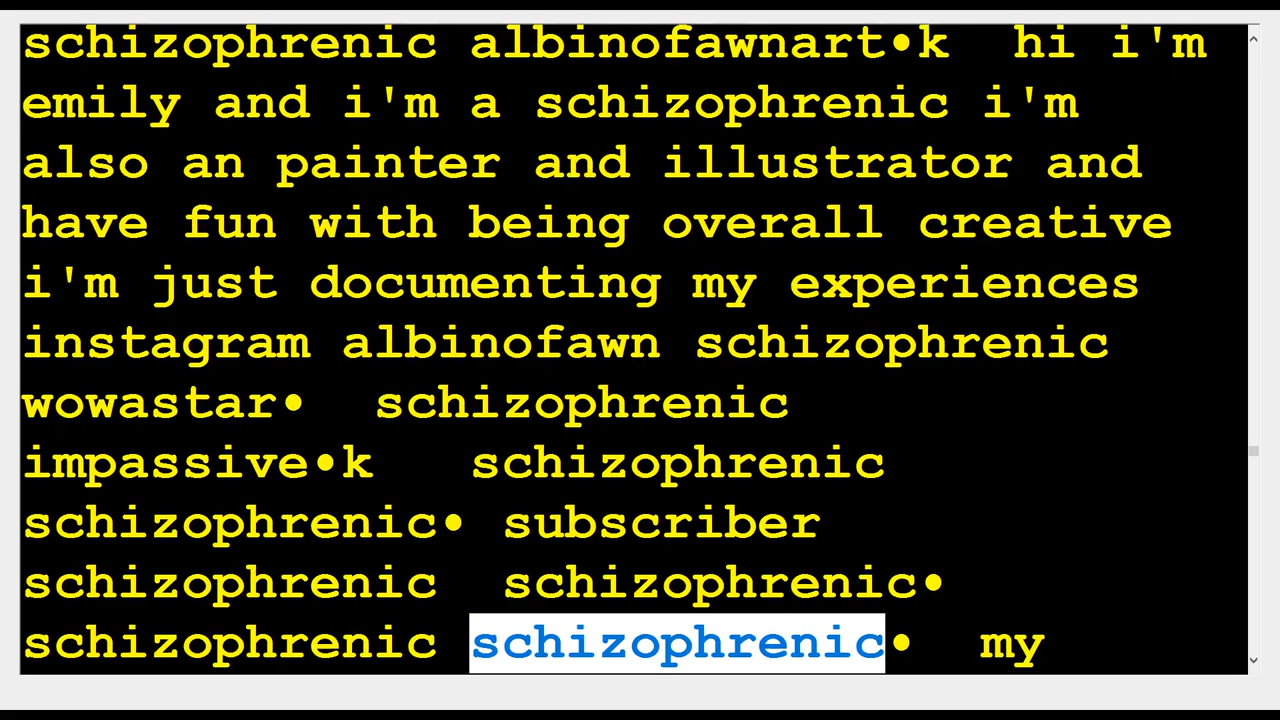 schizophrenic albinofawnart•k  hi i'm
emily and i'm a schizophrenic i'm
also an painter and illustrator and
have fun with being overall creative
i'm just documenting my experiences
instagram albinofawn schizophrenic
wowastar•  schizophrenic
impassive•k   schizophrenic
schizophrenic• subscriber
schizophrenic  schizophrenic•
schizophrenic schizophrenic•  my